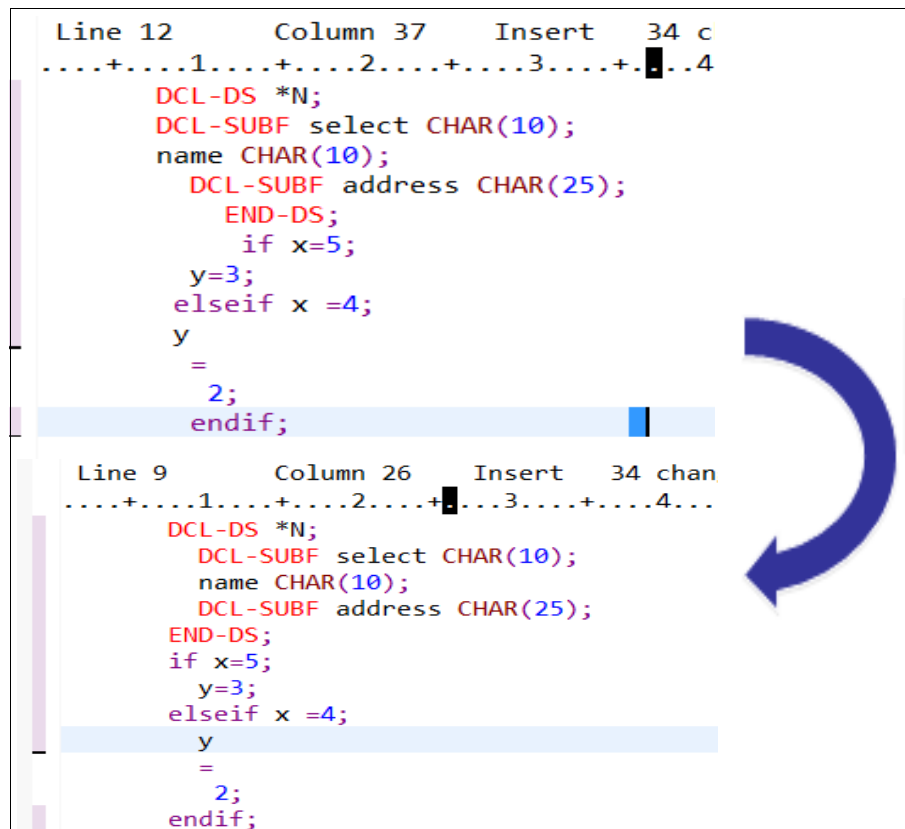 Line 12 Column 37 Insert 34 c
....+....1....+....2....+....3....+....4
DCL-DS *N;
DCL-SUBF select CHAR(10);
name CHAR(10);
DCL-SUBF address CHAR(25);
END-DS;
if x=5;
y=3;
elseif x =4;
y
=
2;
endif;
Line 9 Column 26 Insert 34 chan
....+....1....+....2....+....3....+....4...
DCL-DS *N;
DCL-SUBF select CHAR(10);
name CHAR(10);
DCL-SUBF address CHAR(25);
END-DS;
if x=5;
y=3;
elseif x =4;
y
=
2;
endif;